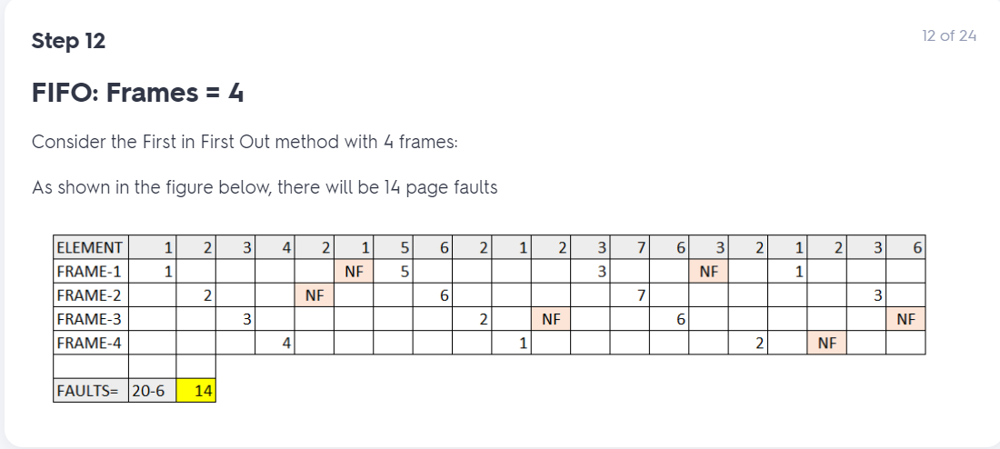 Step 12
12 of 24
FIFO: Frames = 4
Consider the First in First Out method with 4 frames:
As shown in the figure below, there will be 14 page faults
ELEMENT 1 2 3 4 2 1 5 6 2 1 2 3 7 6 3 2 1 2 3 6
FRAME-1 1 NF 5 3 NF 1
FRAME-2 2 NF 6 7 3
FRAME-3 3 2 NF 6 NF
FRAME-4 4 1 2 NF
FAULTS= 20-6 14